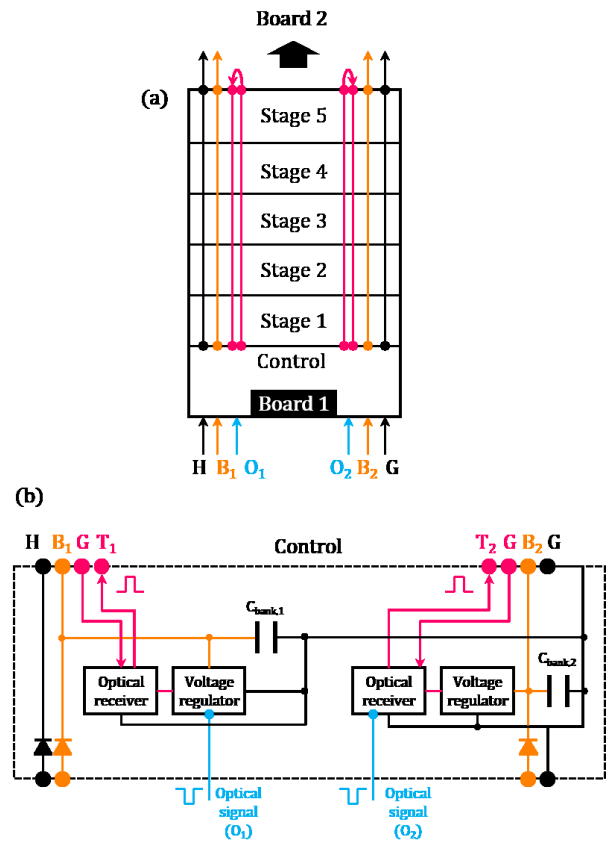 Board 2
(a)
Stage 5
Stage 4
Stage 3
Stage 2
Stage 1
Control
Board 1
H B1 O1 O2 B2 G
(b)
H B1 G T1 Control T2 G B2 G
Cbank,1
Cbank,2
Optical receiver
Voltage regulator
Optical receiver
Voltage regulator
Optical signal (O1)
Optical signal (O2)